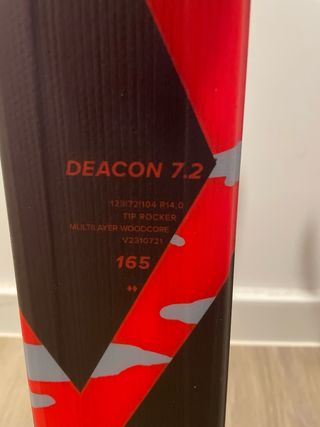 DEACON 7.2
123|72|104 R14,0
TIP ROCKER
MULTILAYER WOODCORE
V2310721
165